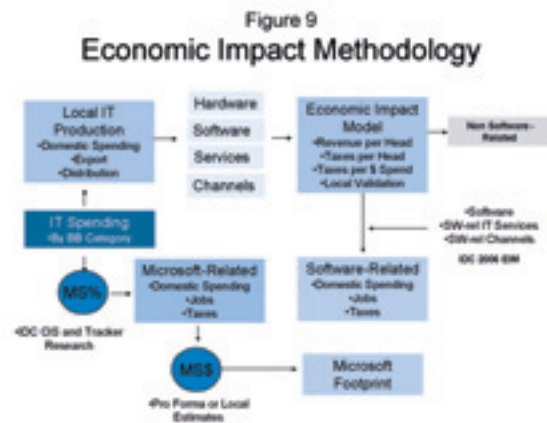 Figure 9
Economic Impact Methodology
Local IT
Production
•Domestic Spending
•Export
•Distribution
Hardware
Software
Services
Channels
Economic Impact
Model
•Revenue per Head
•Taxes per Head
•Taxes per $ Spend
•Local Validation
Non Software-
Related
IT Spending
•By BB Category
•Software
•SW-rel IT Services
•SW-rel Channels
IDC 2006 EIM
MS%
•IDC CIS and Tracker
Research
Microsoft-Related
•Domestic Spending
•Jobs
•Taxes
Software-Related
•Domestic Spending
•Jobs
•Taxes
MS$
•Pro Forma or Local
Estimates
Microsoft
Footprint